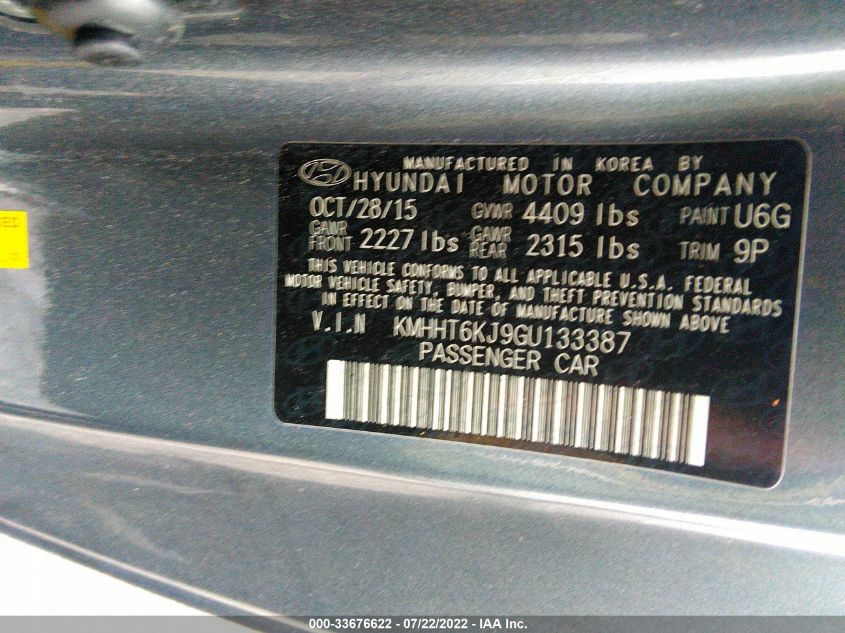 MANUFACTURED IN KOREA BY
HYUNDAI MOTOR COMPANY
OCT/28/15 GVWR 4409 lbs PAINT U6G
GAWR FRONT 2227 lbs GAWR REAR 2315 lbs TRIM 9P
THIS VEHICLE CONFORMS TO ALL APPLICABLE U.S.A. FEDERAL
MOTOR VEHICLE SAFETY, BUMPER, AND THEFT PREVENTION STANDARDS
IN EFFECT ON THE DATE OF MANUFACTURE SHOWN ABOVE.
V.I.N KMHHT6KJ9GU133387
PASSENGER CAR
000-33676622 - 07/22/2022 - IAA Inc.